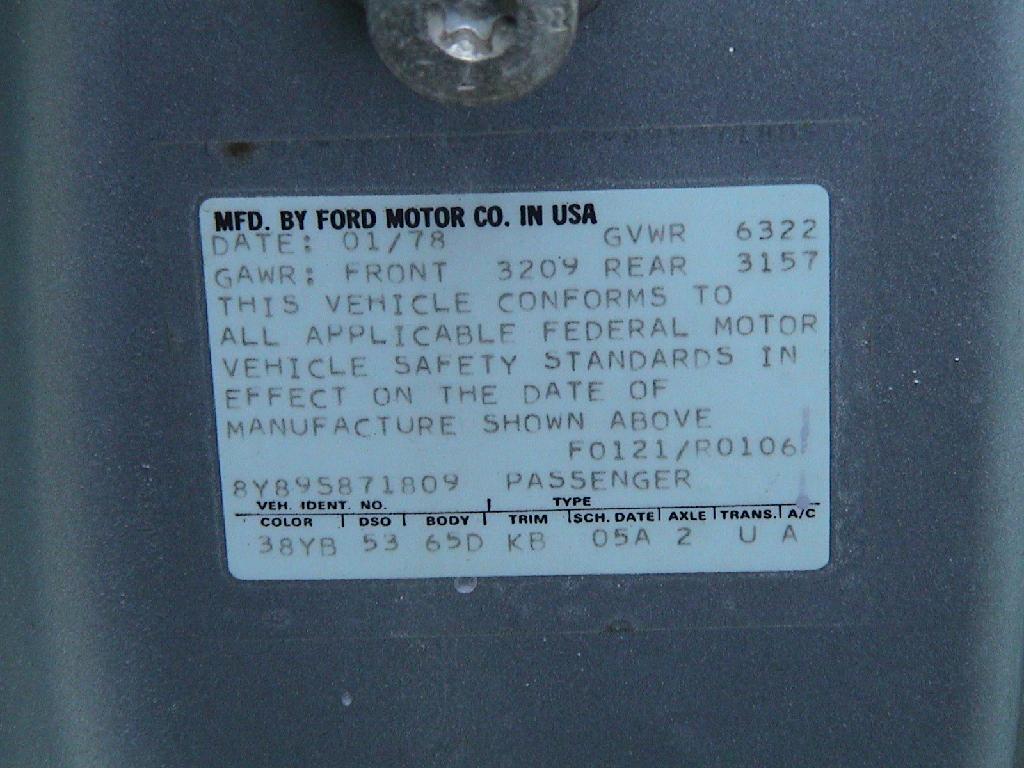 MFD. BY FORD MOTOR CO. IN USA
DATE: 01/78 GVWR 6322
GAWR: FRONT 3209 REAR 3157
THIS VEHICLE CONFORMS TO
ALL APPLICABLE FEDERAL MOTOR
VEHICLE SAFETY STANDARDS IN
EFFECT ON THE DATE OF
MANUFACTURE SHOWN ABOVE
F0121/R0106
8Y895871809 PASSENGER
VEH. IDENT. NO. TYPE
COLOR DSO BODY TRIM SCH. DATE AXLE TRANS. A/C
38YB 53 65D KB 05A 2 U A